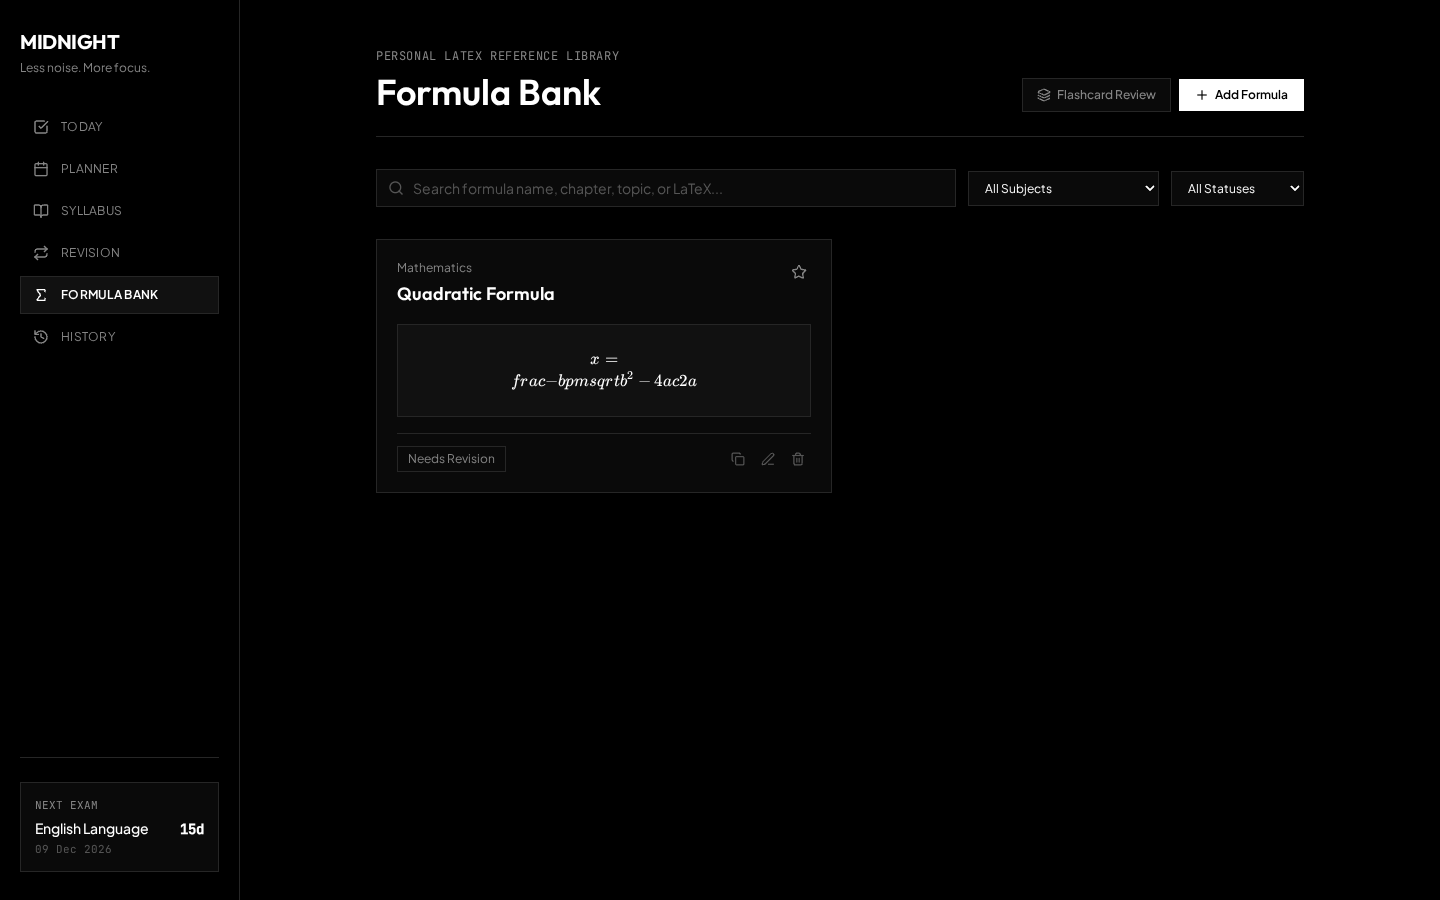 MIDNIGHT
Less noise. More focus.
TODAY
PLANNER
SYLLABUS
REVISION
FORMULA BANK
HISTORY
NEXT EXAM
English Language 15d
09 Dec 2026
PERSONAL LATEX REFERENCE LIBRARY
Formula Bank
Flashcard Review
Add Formula
Search formula name, chapter, topic, or LaTeX...
All Subjects
All Statuses
Mathematics
Quadratic Formula
x =
frac−bpmsqrtb² − 4ac2a
Needs Revision